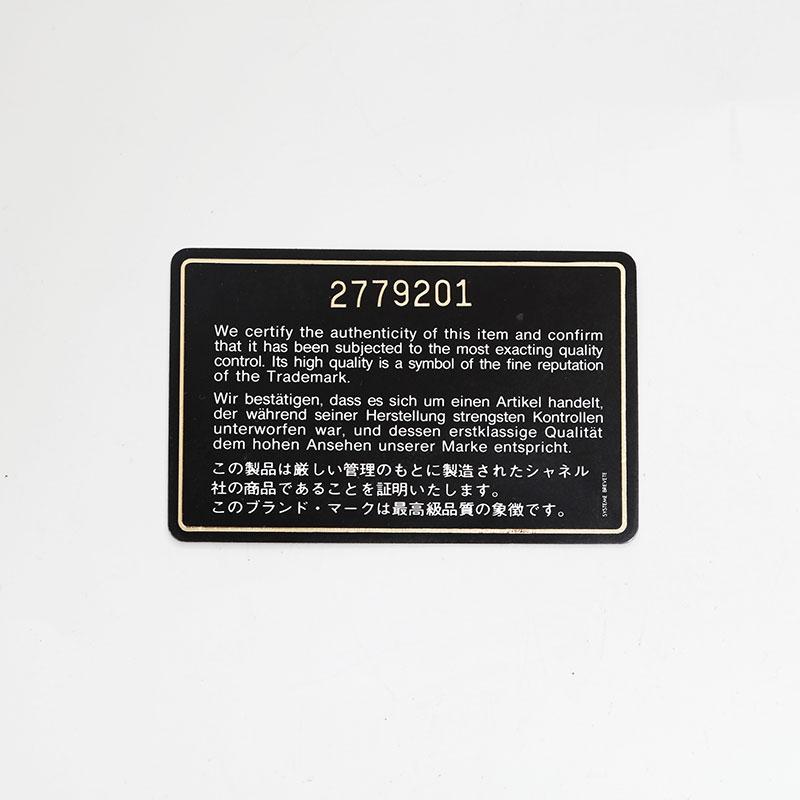 2779201
We certify the authenticity of this item and confirm
that it has been subjected to the most exacting quality
control. Its high quality is a symbol of the fine reputation
of the Trademark.
Wir bestätigen, dass es sich um einen Artikel handelt,
der während seiner Herstellung strengsten Kontrollen
unterworfen war, und dessen erstklassige Qualität
dem hohen Ansehen unserer Marke entspricht.
この製品は厳しい管理のもとに製造されたシャネル
社の商品であることを証明いたします。
このブランド・マークは最高級品質の象徴です。
SYSTEME BREVETE